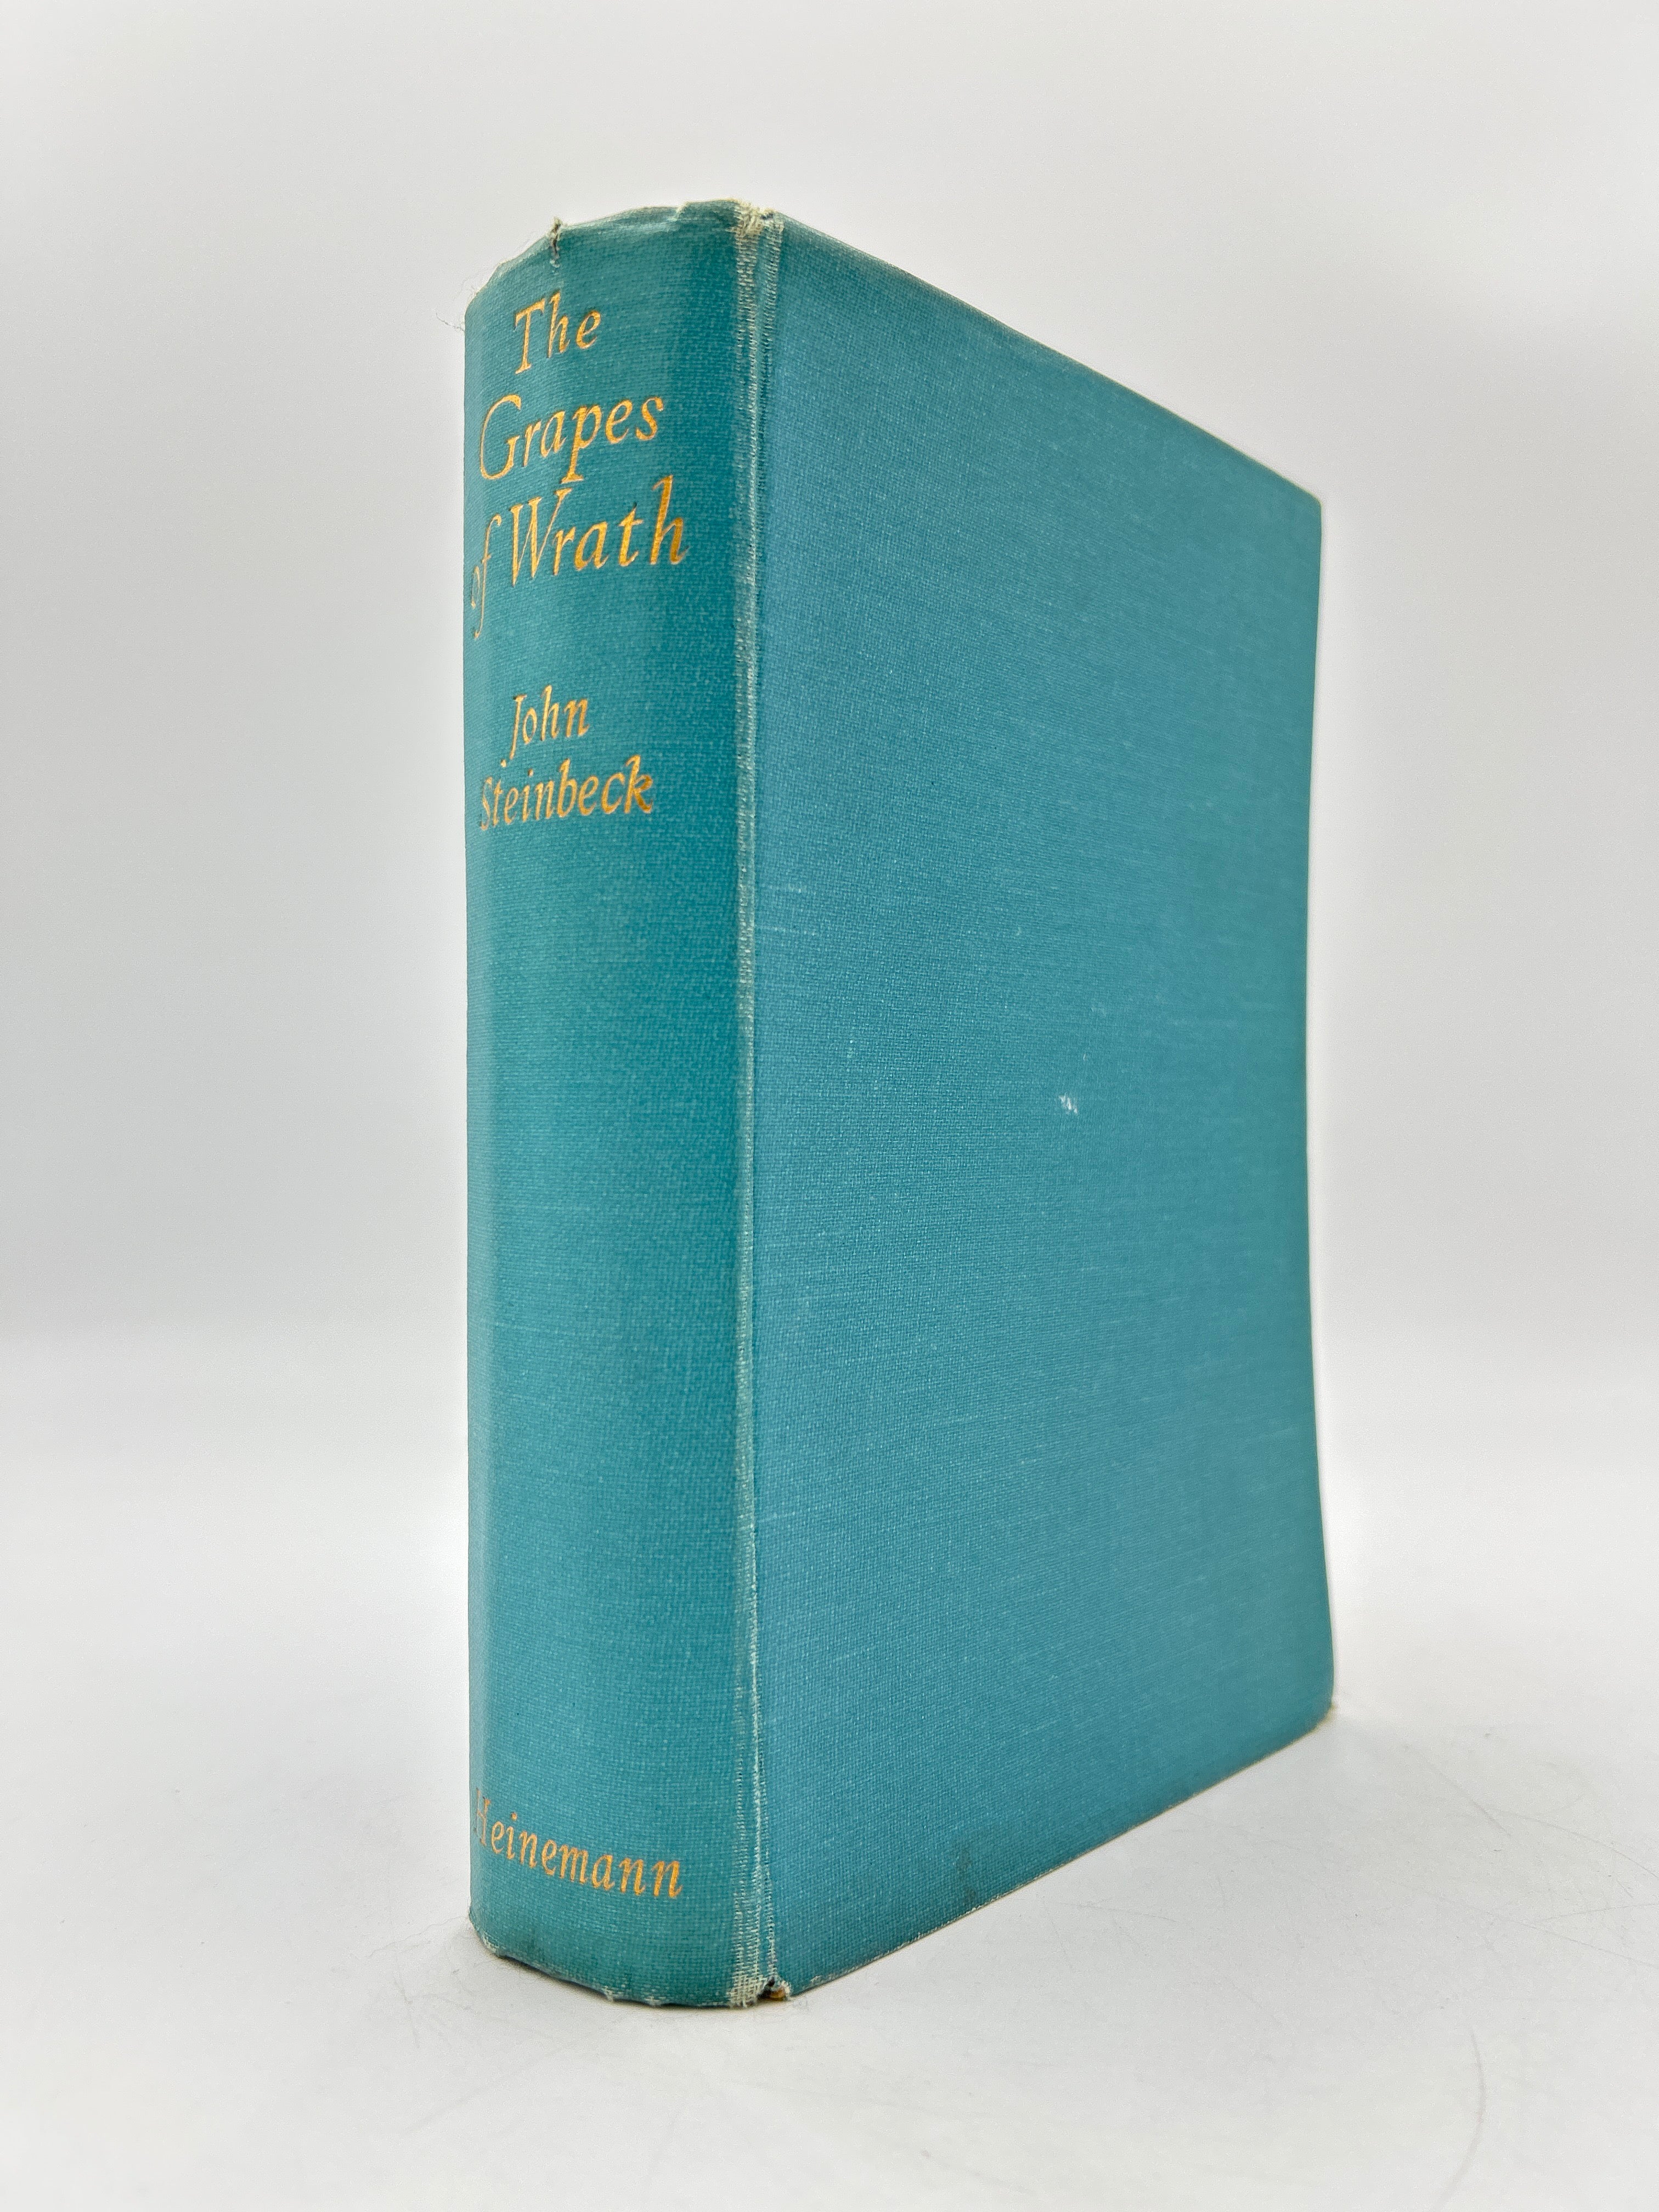 The
Grapes
of Wrath
John
Steinbeck
Heinemann